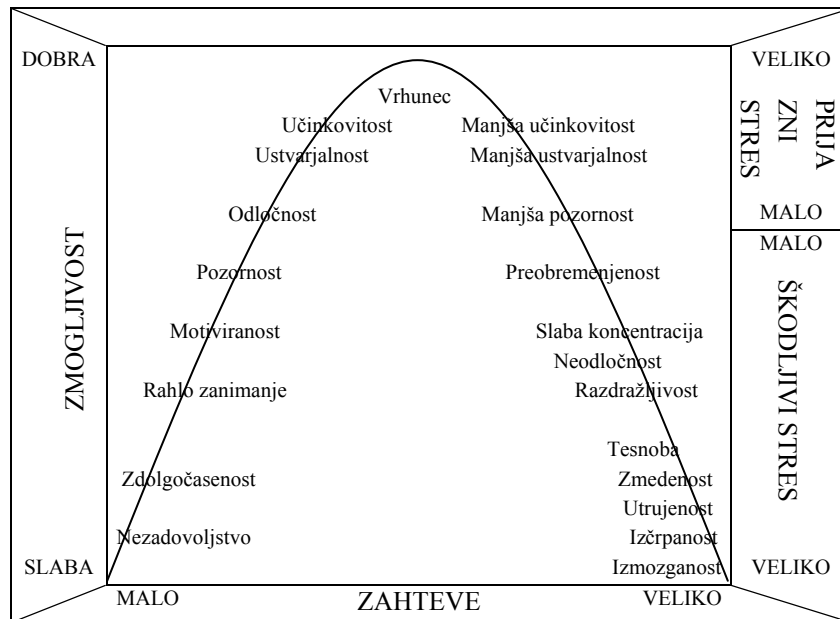 DOBRA
VELIKO
Vrhunec
PRIJA
ZNI
STRES
Učinkovitost
Manjša učinkovitost
Ustvarjalnost
Manjša ustvarjalnost
Odločnost
Manjša pozornost
MALO
MALO
ZMOGLJIVOST
Pozornost
Preobremenjenost
ŠKODLJIVI STRES
Motiviranost
Slaba koncentracija
Neodločnost
Rahlo zanimanje
Razdražljivost
Tesnoba
Zdolgočasenost
Zmedenost
Utrujenost
Nezadovoljstvo
Izčrpanost
SLABA
Izmozganost
VELIKO
MALO
ZAHTEVE
VELIKO